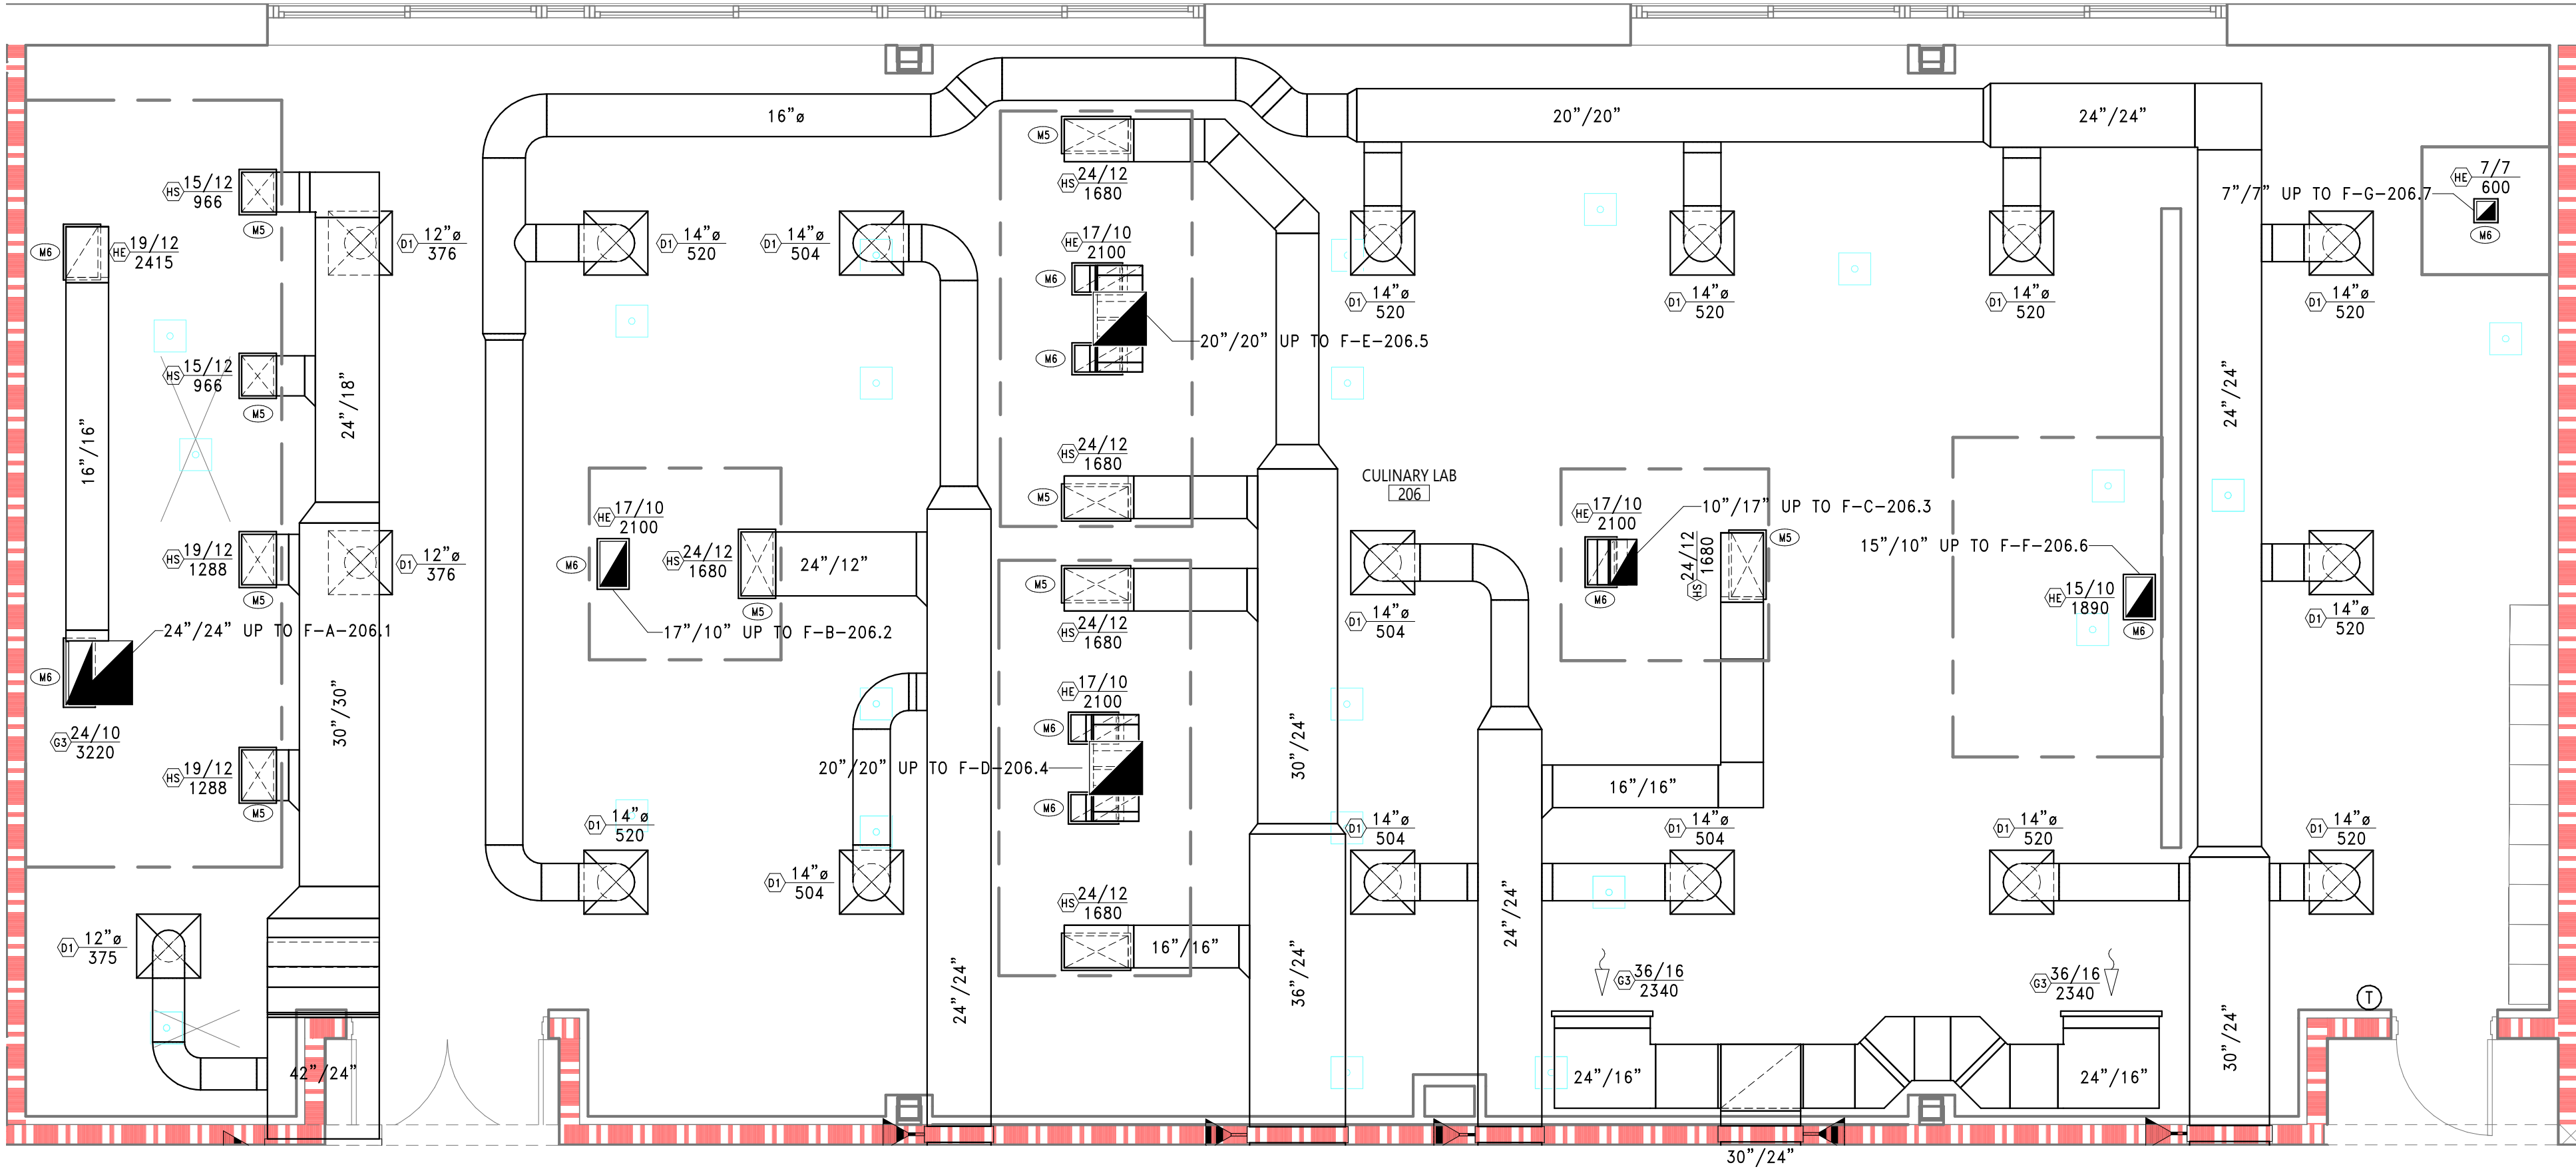 16"ø
20"/20"
24"/24"
M5
HS 15/12
966
M5
HS 24/12
1680
HE 7/7
600
7"/7" UP TO F-G-206.7
M6
M6
HE 19/12
2415
D1 12"ø
376
D1 14"ø
520
D1 14"ø
504
HE 17/10
2100
M6
D1 14"ø
520
D1 14"ø
520
D1 14"ø
520
D1 14"ø
520
20"/20" UP TO F-E-206.5
M6
HS 15/12
966
M5
24"/18"
16"/16"
24"/24"
HS 24/12
1680
M5
CULINARY LAB
206
HE 17/10
2100
M6
HS 24/12
1680
M5
24"/12"
HE 17/10
2100
M6
10"/17" UP TO F-C-206.3
HS 24/12
1680
M5
15"/10" UP TO F-F-206.6
HE 15/10
1890
M6
HS 19/12
1288
M5
D1 12"ø
376
M5
HS 24/12
1680
D1 14"ø
504
D1 14"ø
520
24"/24" UP TO F-A-206.1
17"/10" UP TO F-B-206.2
M6
G3 24/10
3220
30"/30"
HE 17/10
2100
M6
20"/20" UP TO F-D-206.4
M6
30"/24"
HS 19/12
1288
M5
16"/16"
D1 14"ø
520
D1 14"ø
504
D1 14"ø
504
D1 14"ø
504
D1 14"ø
520
D1 14"ø
520
HS 24/12
1680
16"/16"
D1 12"ø
375
24"/24"
36"/24"
24"/24"
G3 36/16
2340
G3 36/16
2340
T
42"/24"
24"/16"
24"/16"
30"/24"
30"/24"